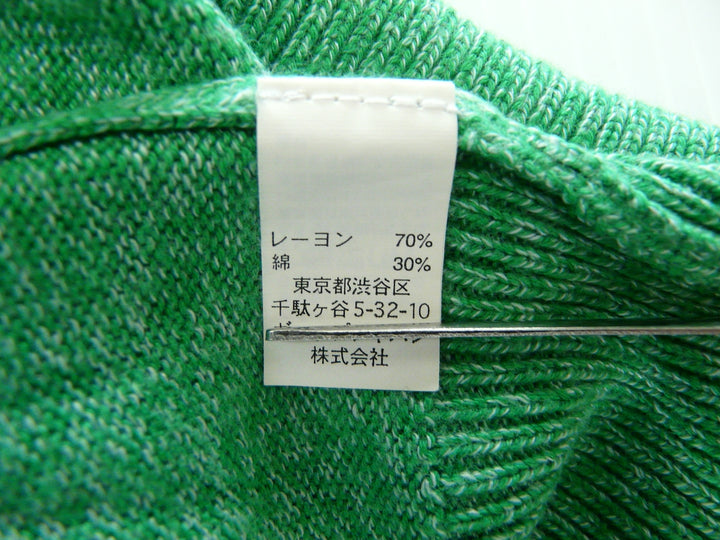 レーヨン 70%
綿 30%
東京都渋谷区
千駄ヶ谷5-32-10
株式会社